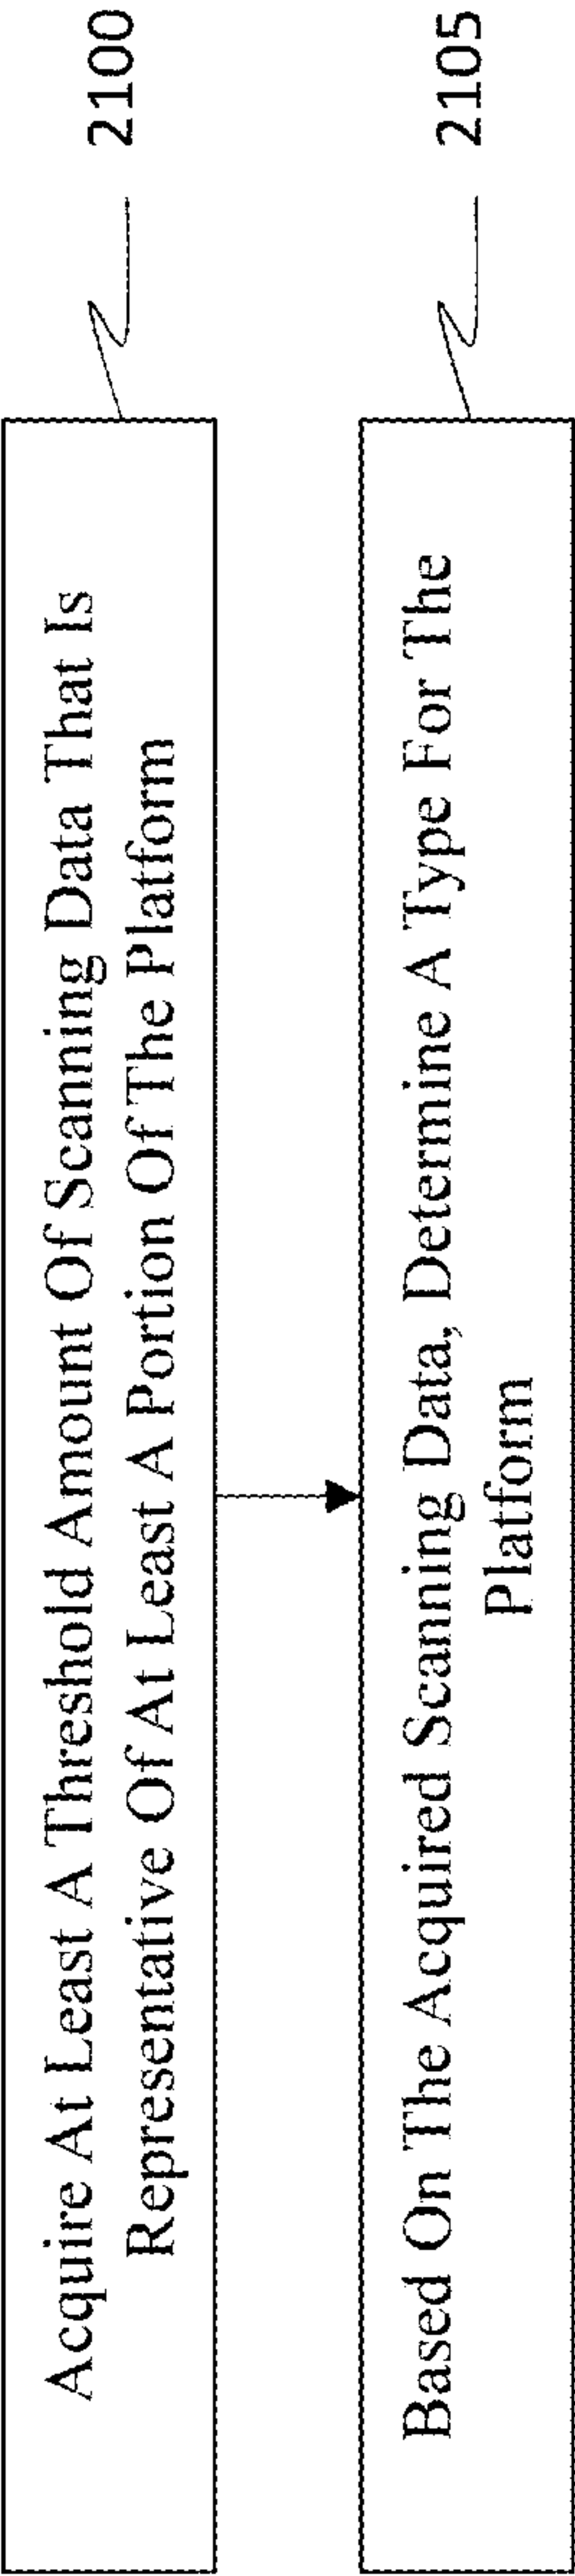 Acquire At Least A Threshold Amount Of Scanning Data That Is
Representative Of At Least A Portion Of The Platform
2100
Based On The Acquired Scanning Data, Determine A Type For The
Platform
2105